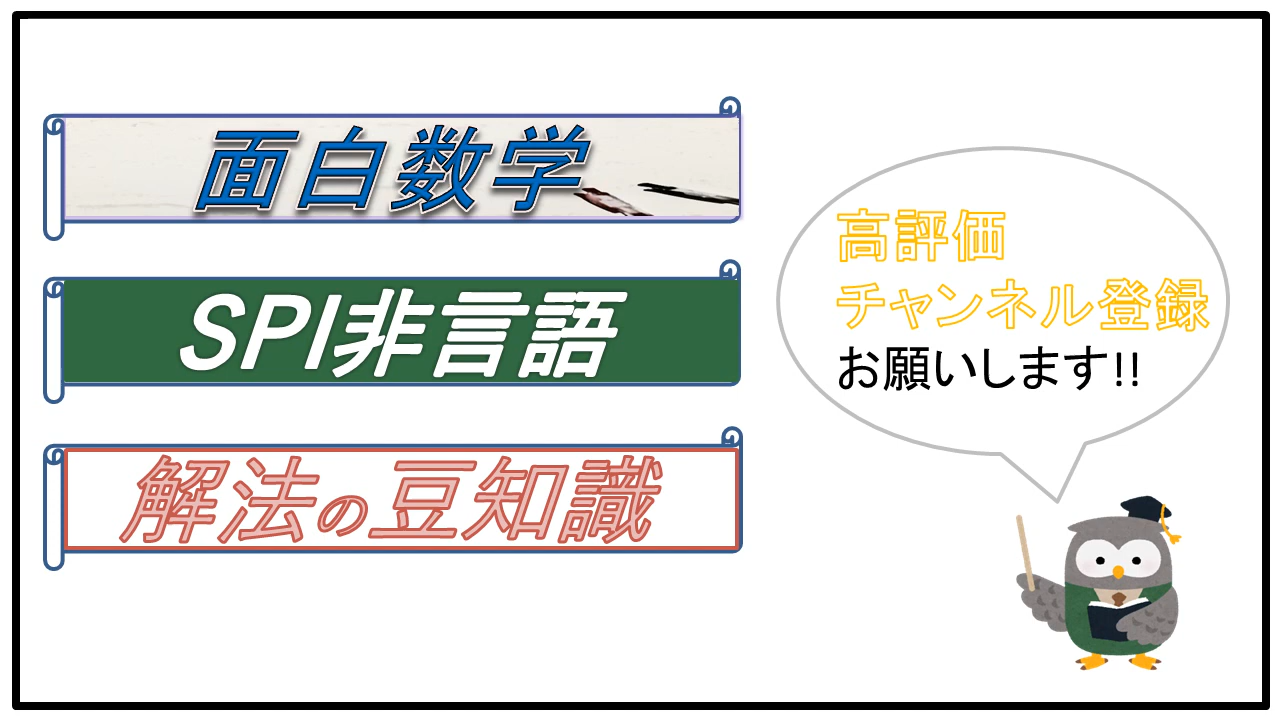 面白数学
SPI非言語
解法の豆知識
高評価
チャンネル登録
お願いします!!